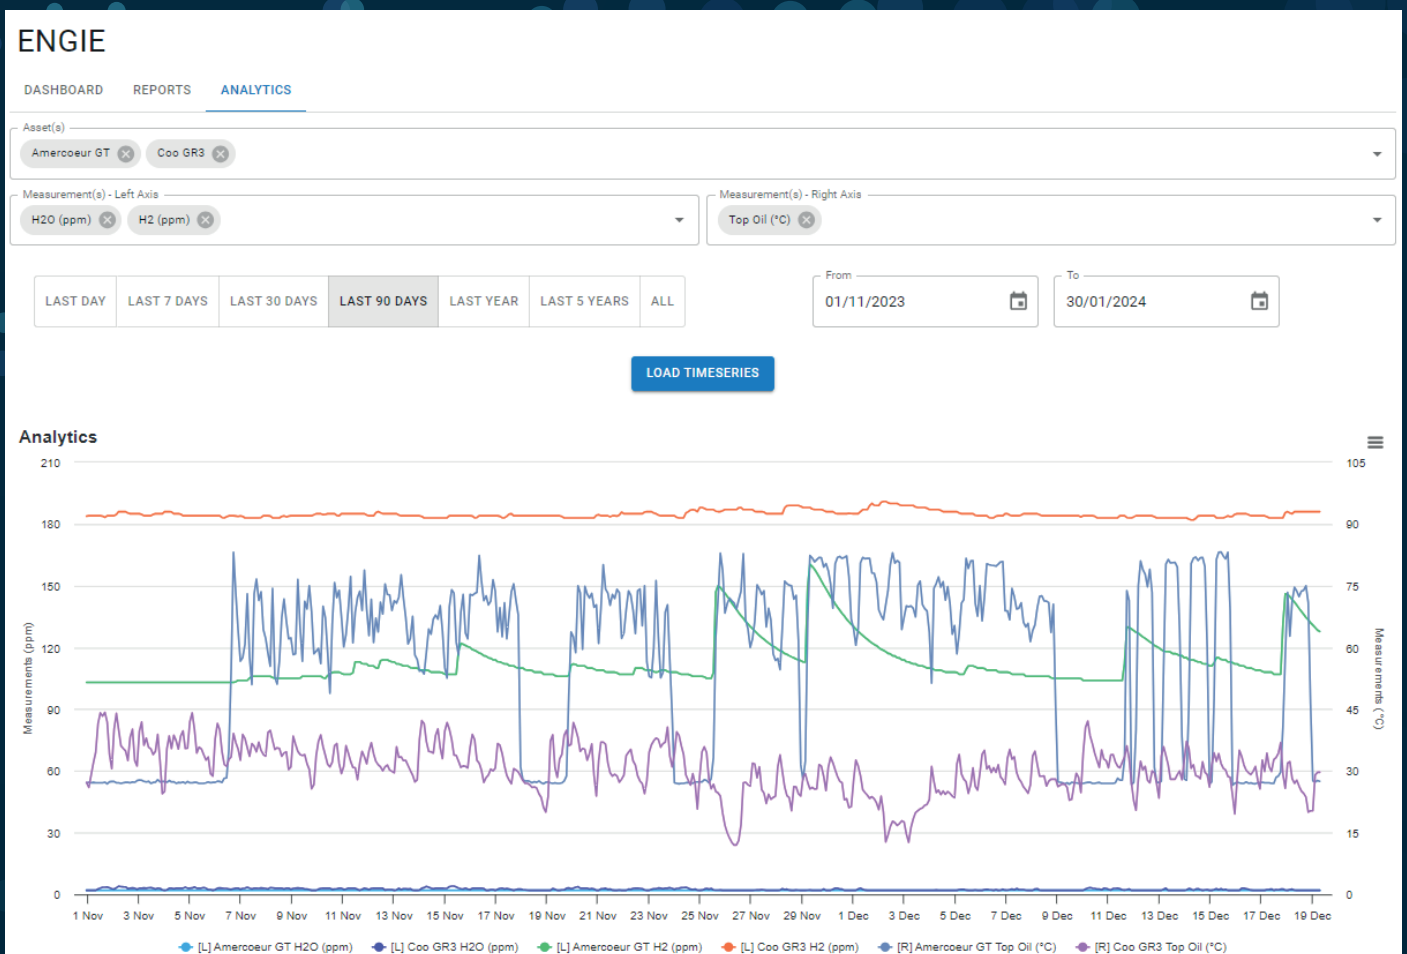 ENGIE
DASHBOARD REPORTS ANALYTICS
Asset(s)
Amercoeur GT Coo GR3
Measurement(s) - Left Axis Measurement(s) - Right Axis
H2O (ppm) H2 (ppm) Top Oil (°C)
LAST DAY LAST 7 DAYS LAST 30 DAYS LAST 90 DAYS LAST YEAR LAST 5 YEARS ALL
From To
01/11/2023 30/01/2024
LOAD TIMESERIES
Analytics
210 105
180 90
150 75
120 60
90 45
60 30
30 15
0 0
Measurements (ppm)
Measurements (°C)
1 Nov 3 Nov 5 Nov 7 Nov 9 Nov 11 Nov 13 Nov 15 Nov 17 Nov 19 Nov 21 Nov 23 Nov 25 Nov 27 Nov 29 Nov 1 Dec 3 Dec 5 Dec 7 Dec 9 Dec 11 Dec 13 Dec 15 Dec 17 Dec 19 Dec
[L] Amercoeur GT H2O (ppm) [L] Coo GR3 H2O (ppm) [L] Amercoeur GT H2 (ppm) [L] Coo GR3 H2 (ppm) [R] Amercoeur GT Top Oil (°C) [R] Coo GR3 Top Oil (°C)